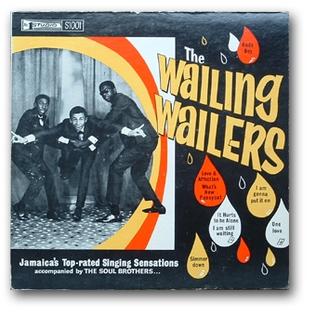 STUDIO
S1001
The
WAILING
WAILERS
Rude
Boy
Love &
Affection
What's
New
Pussycat
I am
gonna
put it on
It Hurts
to be Alone
I am still
waiting
One
love
Simmer
down
Jamaica's Top-rated Singing Sensations
accompanied by THE SOUL BROTHERS...